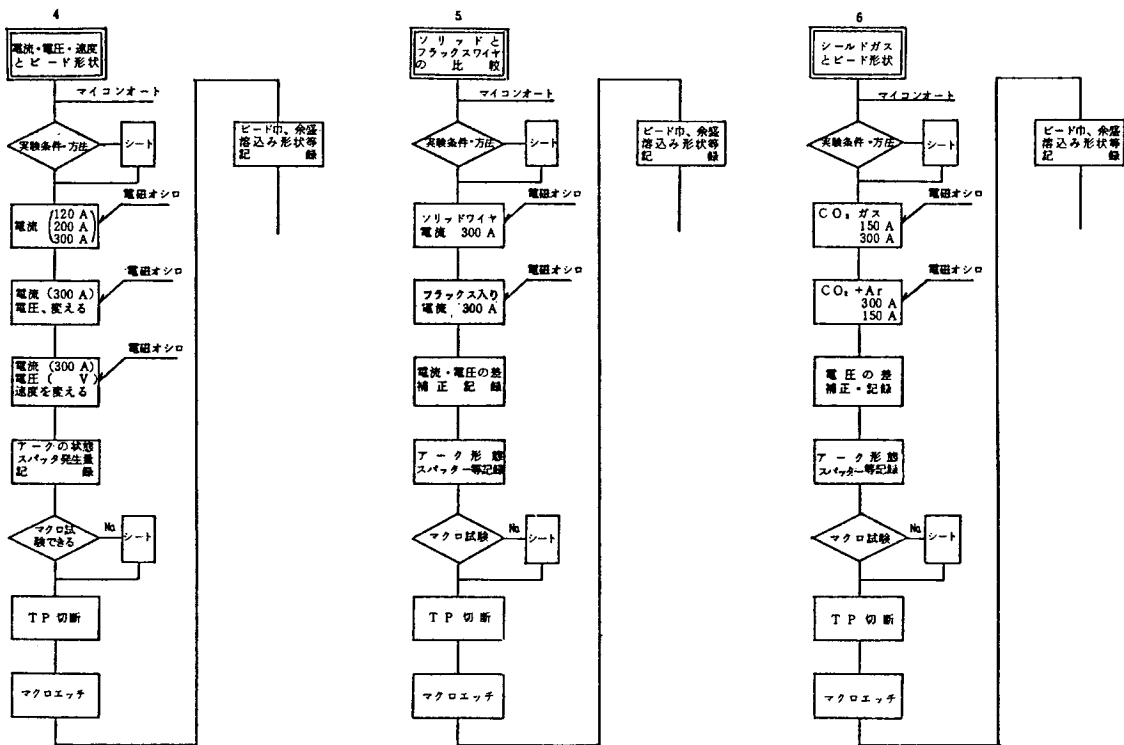 4
電流・電圧・速度
とビード形状
マイコンオート
実験条件・方法
シート
電磁オシロ
電流
120 A
200 A
300 A
電磁オシロ
電流 (300 A)
電圧、変える
電磁オシロ
電流 (300 A)
電圧 ( V)
速度を変える
アークの状態
スパッタ発生量
記録
マクロ試
験できる
No
シート
TP 切断
マクロエッチ
ビード巾、余盛
溶込み形状等
記録
5
ソリッドと
フラックスワイヤ
の比較
マイコンオート
実験条件・方法
シート
電磁オシロ
ソリッドワイヤ
電流 300 A
電磁オシロ
フラックス入り
電流 300 A
電流・電圧の差
補正記録
アーク形態
スパッター等記録
マクロ試験
No
シート
TP 切断
マクロエッチ
ビード巾、余盛
溶込み形状等
記録
6
シールドガス
とビード形状
マイコンオート
実験条件・方法
シート
電磁オシロ
CO₂ ガス
150 A
300 A
電磁オシロ
CO₂ +Ar
300 A
150 A
電圧の差
補正・記録
アーク形態
スパッター等記録
マクロ試験
No
シート
TP 切断
マクロエッチ
ビード巾、余盛
溶込み形状等
記録